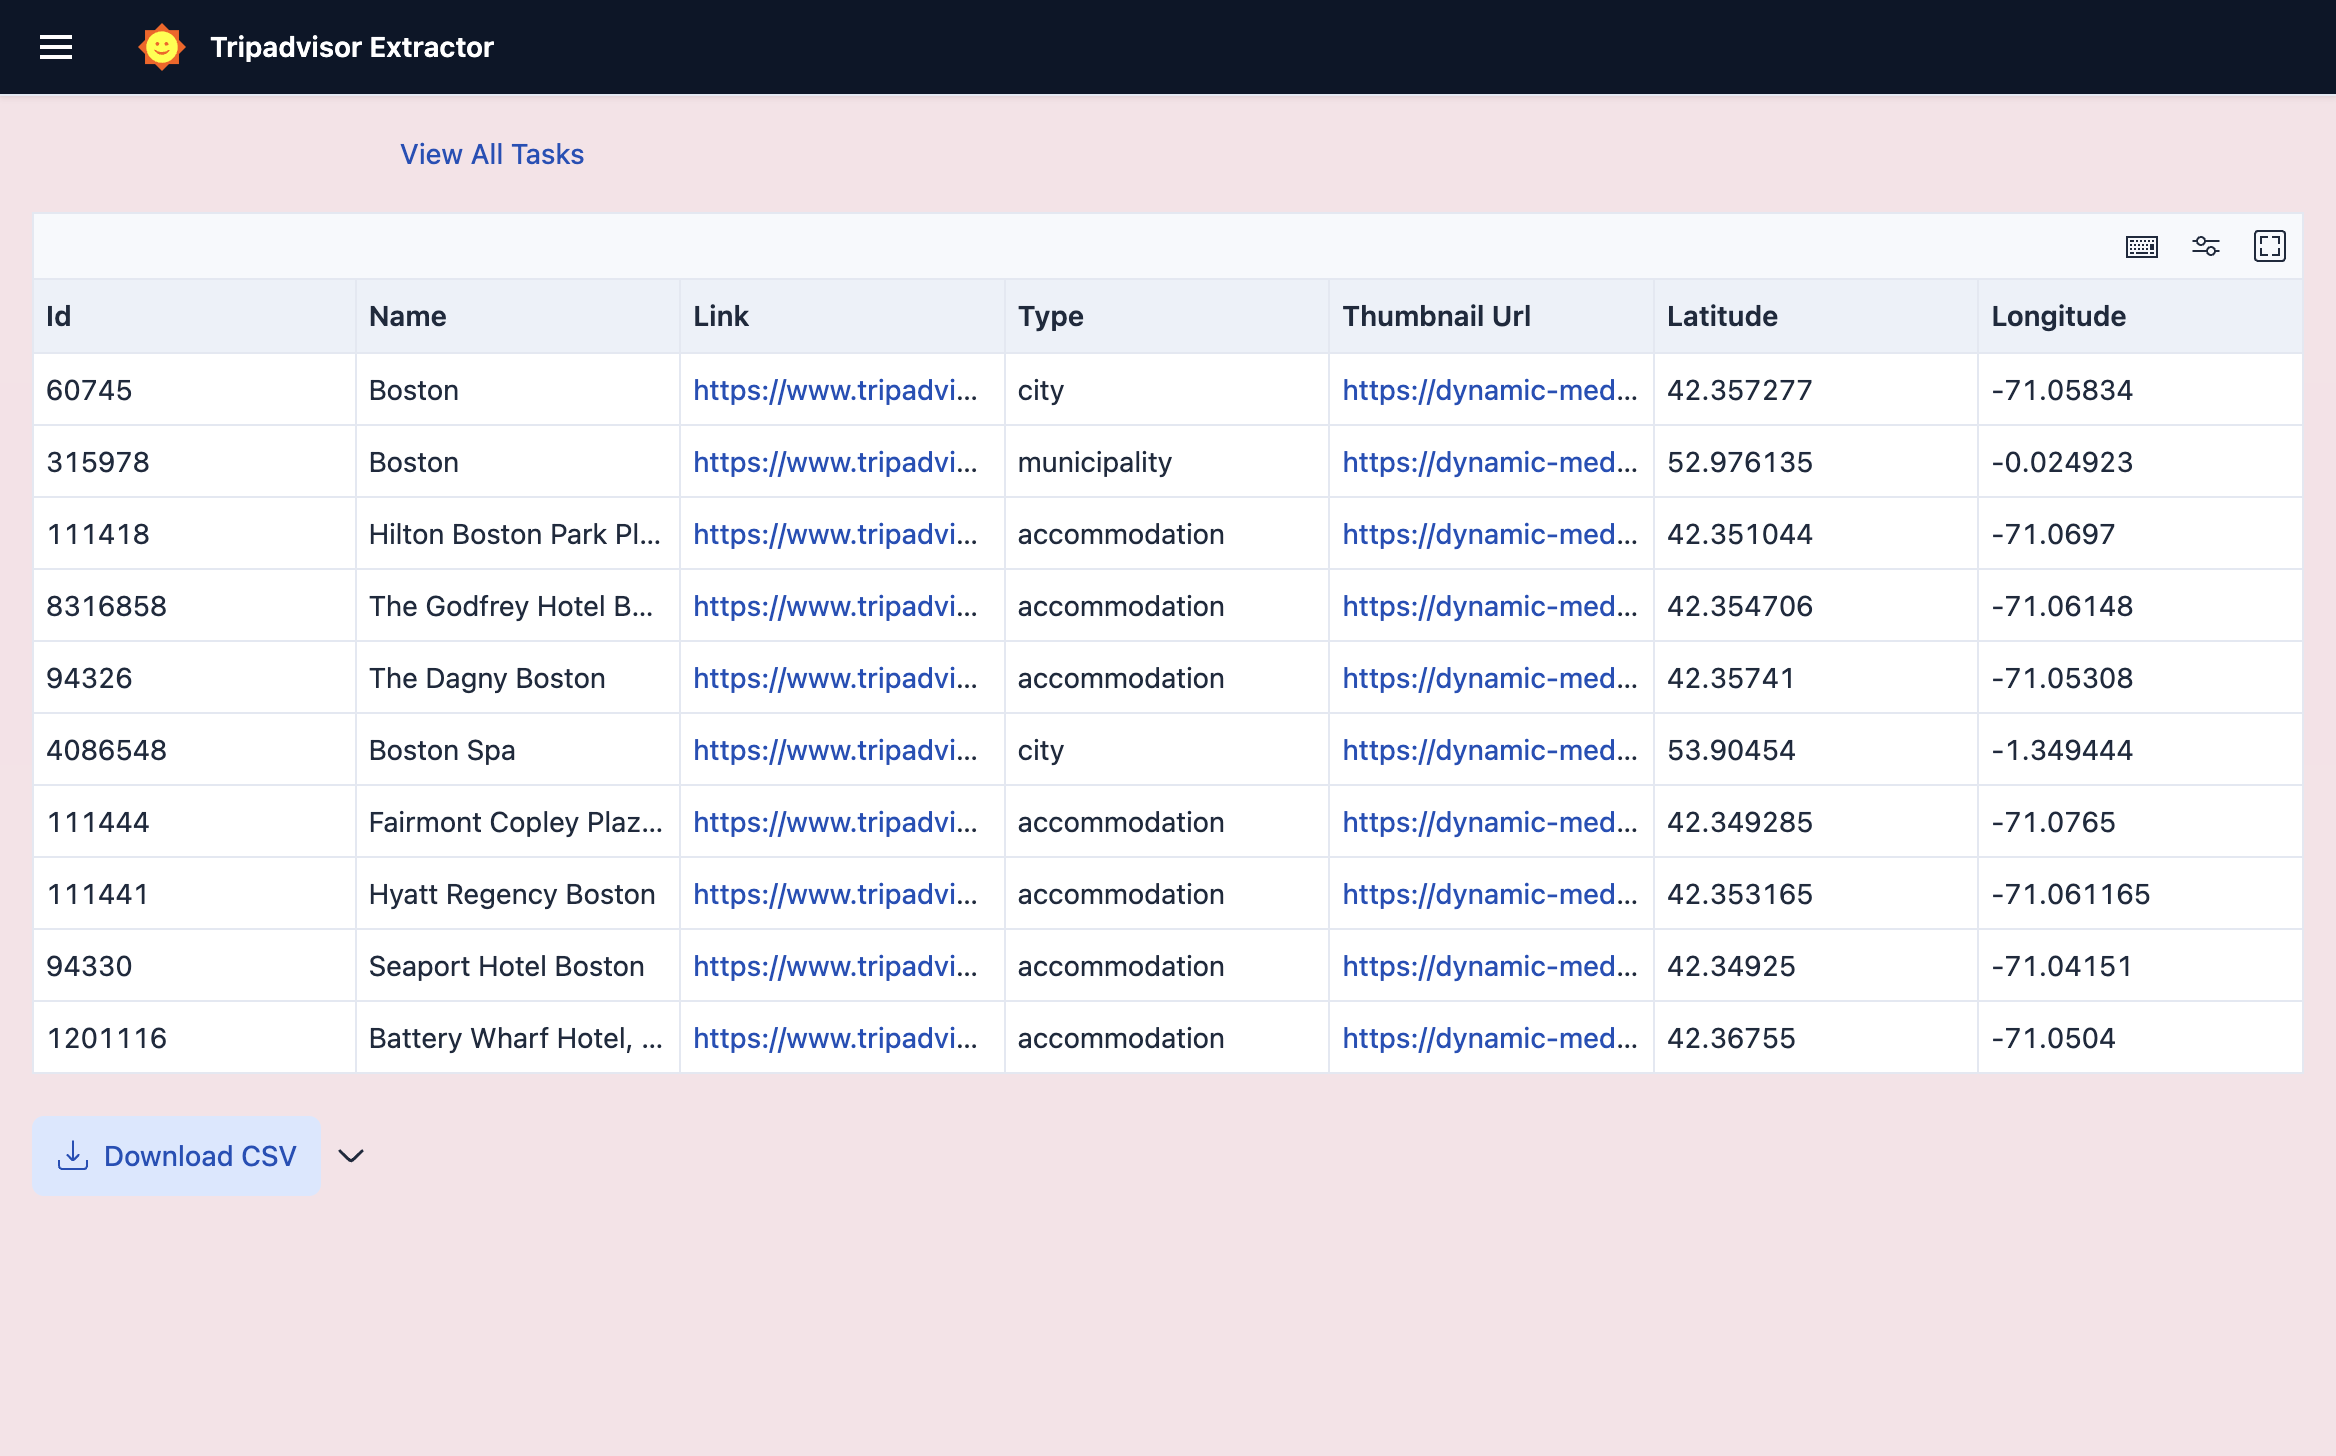 Tripadvisor Extractor
View All Tasks
Id Name Link Type Thumbnail Url Latitude Longitude
60745 Boston https://www.tripadvi... city https://dynamic-med... 42.357277 -71.05834
315978 Boston https://www.tripadvi... municipality https://dynamic-med... 52.976135 -0.024923
111418 Hilton Boston Park Pl... https://www.tripadvi... accommodation https://dynamic-med... 42.351044 -71.0697
8316858 The Godfrey Hotel B... https://www.tripadvi... accommodation https://dynamic-med... 42.354706 -71.06148
94326 The Dagny Boston https://www.tripadvi... accommodation https://dynamic-med... 42.35741 -71.05308
4086548 Boston Spa https://www.tripadvi... city https://dynamic-med... 53.90454 -1.349444
111444 Fairmont Copley Plaz... https://www.tripadvi... accommodation https://dynamic-med... 42.349285 -71.0765
111441 Hyatt Regency Boston https://www.tripadvi... accommodation https://dynamic-med... 42.353165 -71.061165
94330 Seaport Hotel Boston https://www.tripadvi... accommodation https://dynamic-med... 42.34925 -71.04151
1201116 Battery Wharf Hotel, ... https://www.tripadvi... accommodation https://dynamic-med... 42.36755 -71.0504
Download CSV